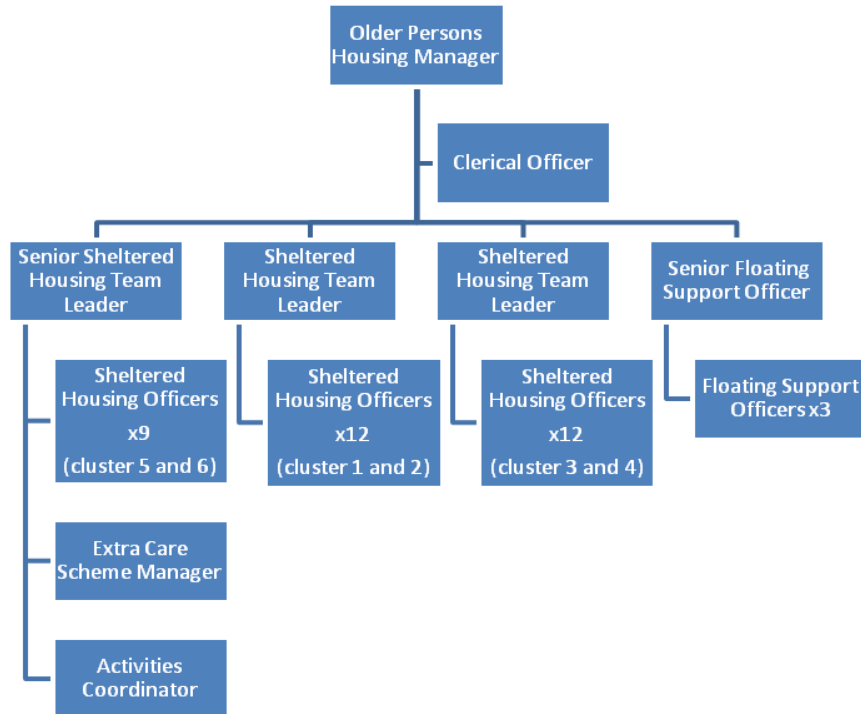 Older Persons
Housing Manager
Clerical Officer
Senior Sheltered
Housing Team
Leader
Sheltered
Housing Team
Leader
Sheltered
Housing Team
Leader
Senior Floating
Support Officer
Sheltered
Housing Officers
x9
(cluster 5 and 6)
Sheltered
Housing Officers
x12
(cluster 1 and 2)
Sheltered
Housing Officers
x12
(cluster 3 and 4)
Floating Support
Officers x3
Extra Care
Scheme Manager
Activities
Coordinator